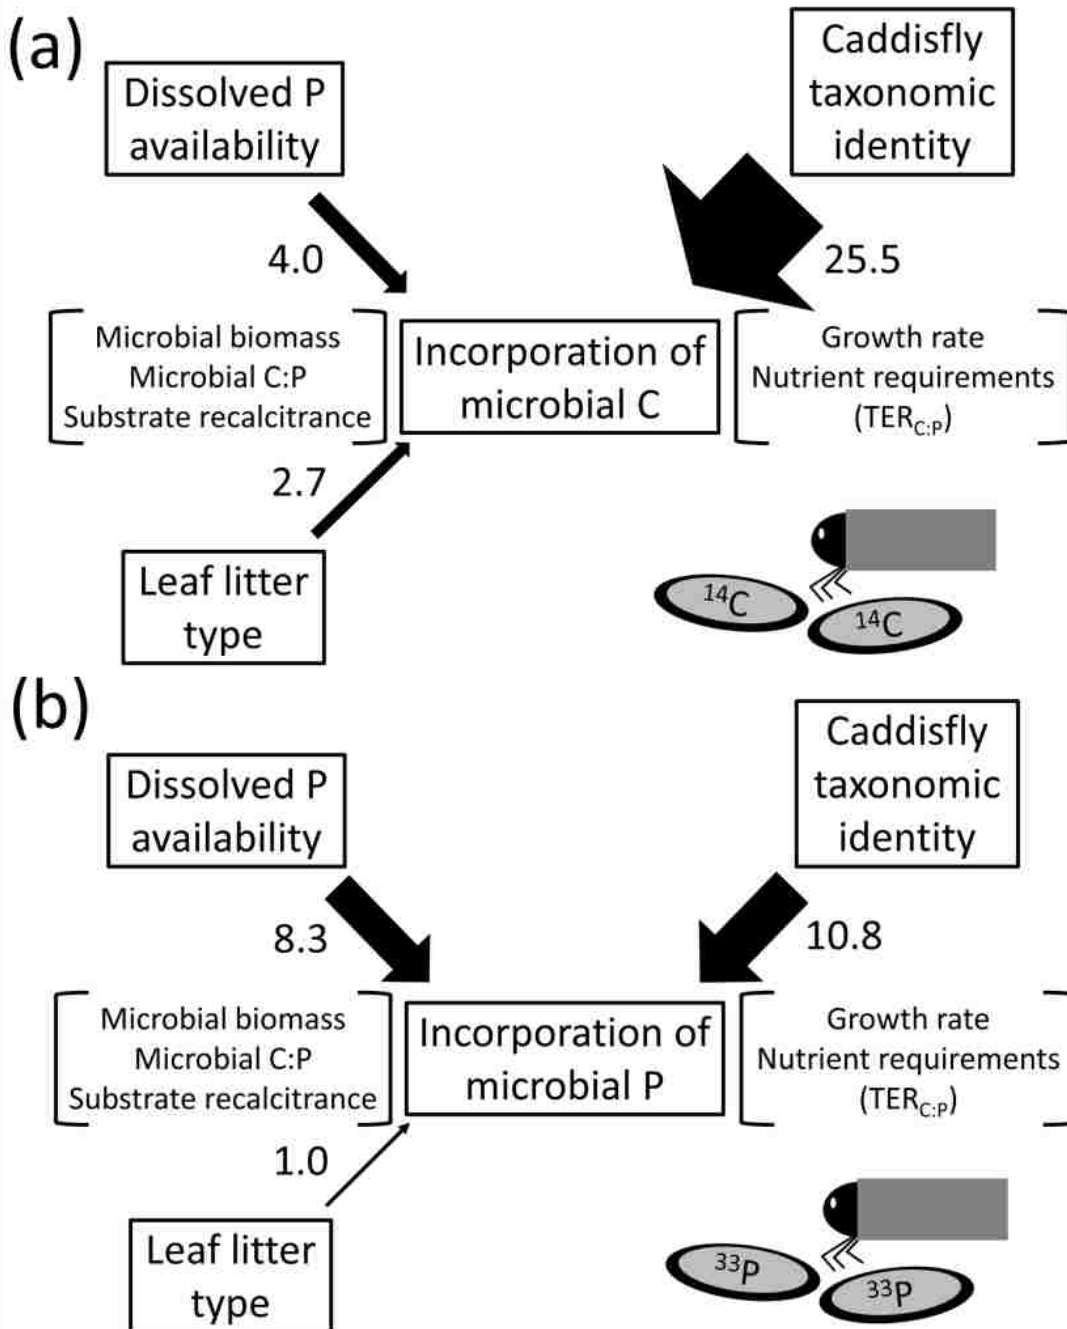 (a)
Dissolved P
availability
Caddisfly
taxonomic
identity
4.0
25.5
Microbial biomass
Microbial C:P
Substrate recalcitrance
Incorporation of
microbial C
Growth rate
Nutrient requirements
(TER_C:P)
2.7
Leaf litter
type
¹⁴C
¹⁴C
(b)
Dissolved P
availability
Caddisfly
taxonomic
identity
8.3
10.8
Microbial biomass
Microbial C:P
Substrate recalcitrance
Incorporation of
microbial P
Growth rate
Nutrient requirements
(TER_C:P)
1.0
Leaf litter
type
³³P
³³P